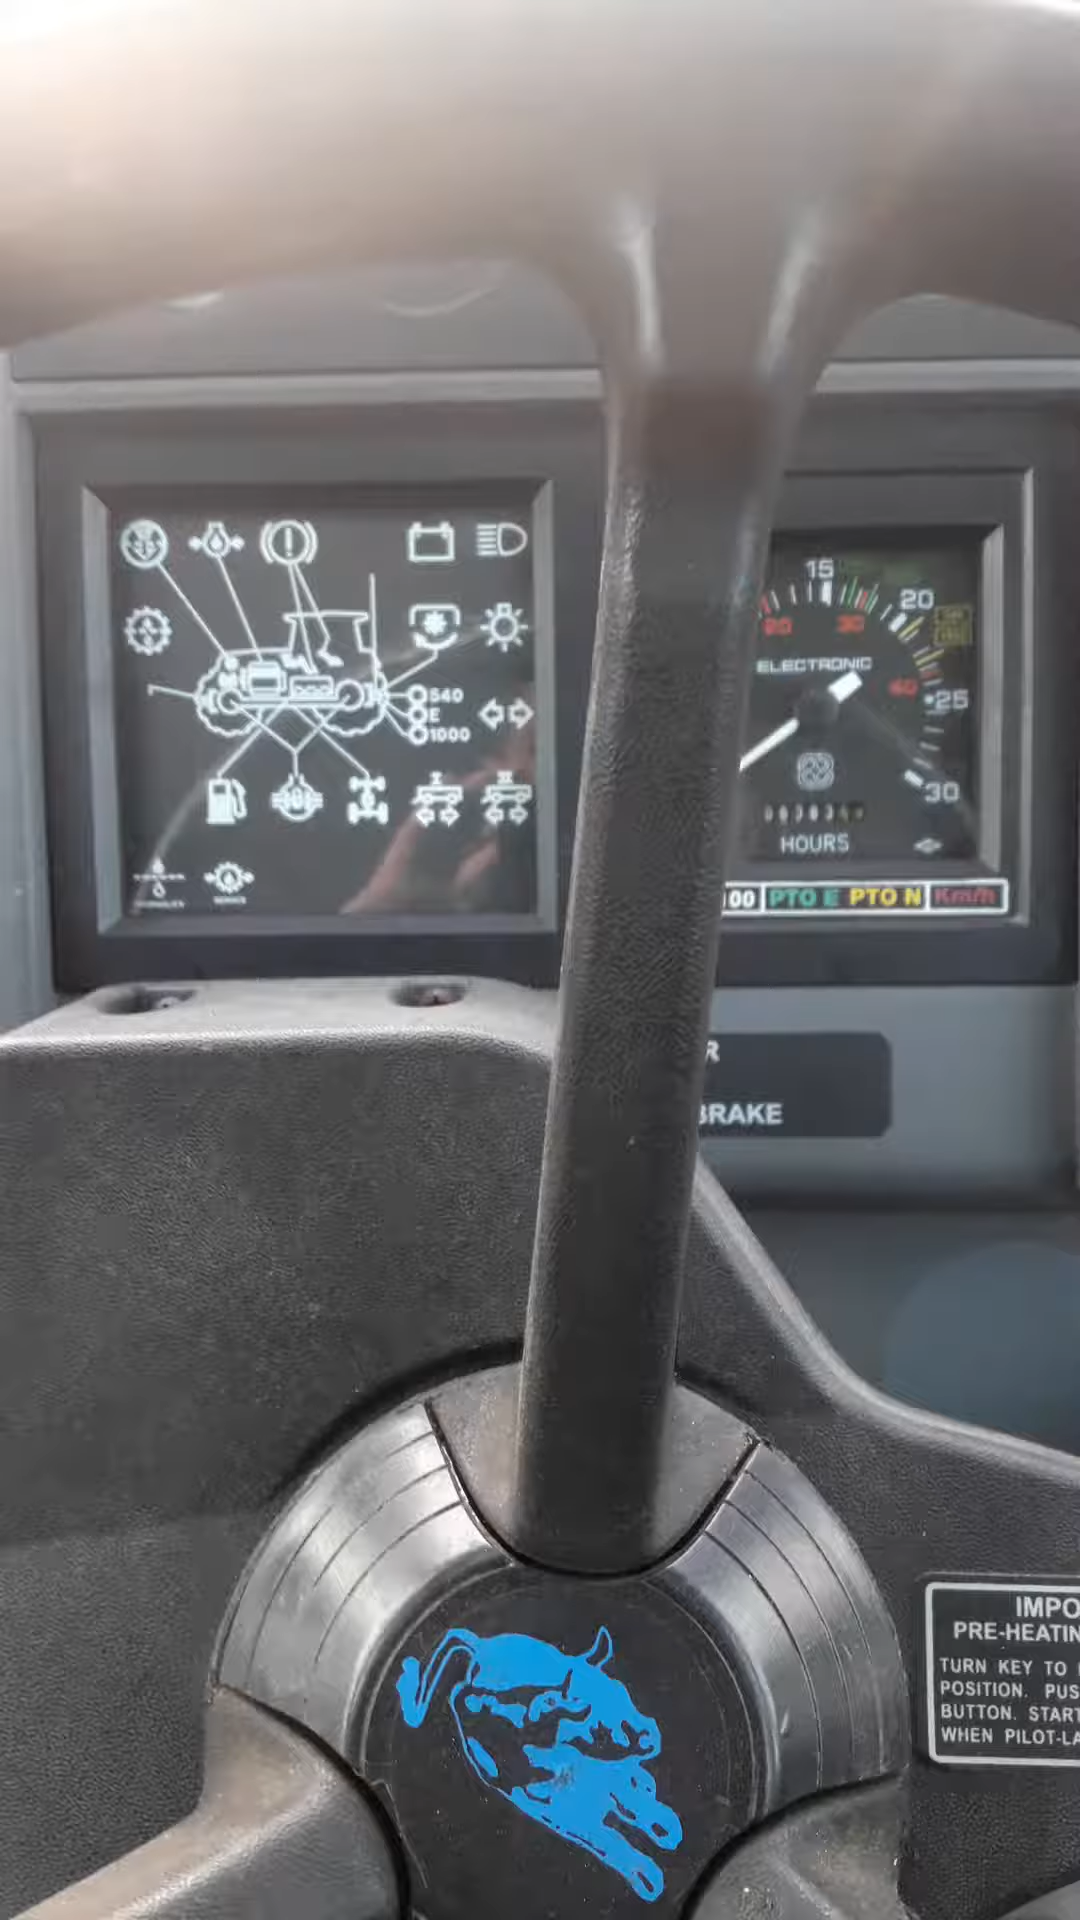 15
20
20
30
ELECTRONIC
40
25
540
E
1000
30
HOURS
SERVICE
00 PTO E PTO N Km/h
R
BRAKE
IMPO
PRE-HEATIN
TURN KEY TO
POSITION. PUS
BUTTON. START
WHEN PILOT-LA